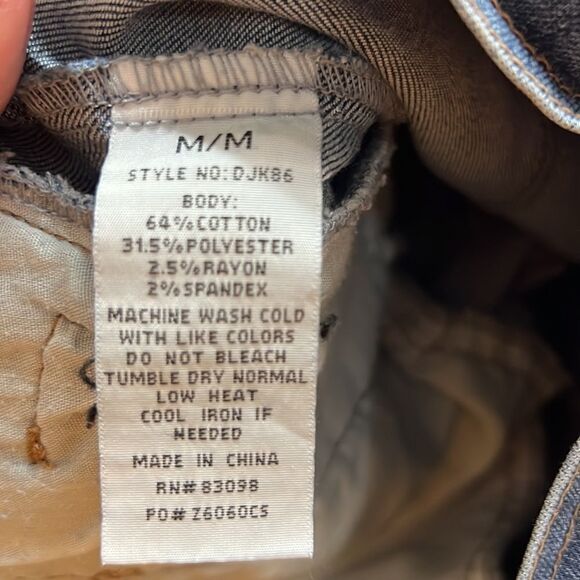 M/M
STYLE NO: DJK86
BODY:
64%COTTON
31.5%POLYESTER
2.5%RAYON
2%SPANDEX
MACHINE WASH COLD
WITH LIKE COLORS
DO NOT BLEACH
TUMBLE DRY NORMAL
LOW HEAT
COOL IRON IF
NEEDED
MADE IN CHINA
RN# 83098
PO# Z6060CS